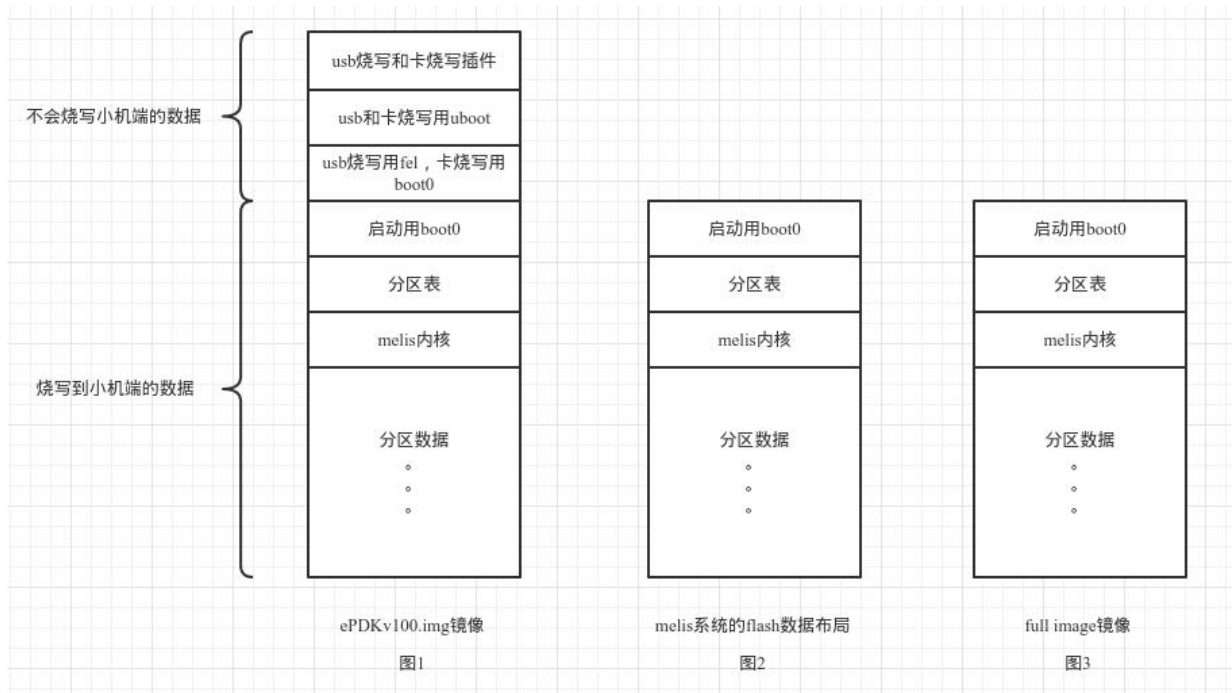 usb烧写和卡烧写插件
不会烧写小机端的数据
usb和卡烧写用uboot
usb烧写用fel，卡烧写用
boot0
启动用boot0
分区表
melis内核
烧写到小机端的数据
分区数据
。
。
。
ePDKv100.img镜像
图1
启动用boot0
分区表
melis内核
分区数据
。
。
。
melis系统的flash数据布局
图2
启动用boot0
分区表
melis内核
分区数据
。
。
。
full image镜像
图3